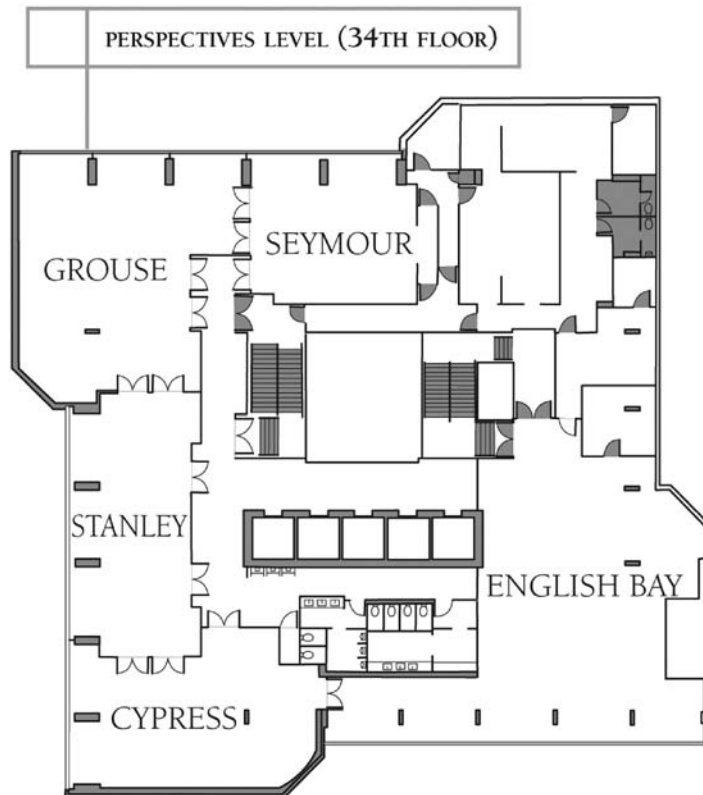 PERSPECTIVES LEVEL (34TH FLOOR)
SEYMOUR
GROUSE
STANLEY
ENGLISH BAY
CYPRESS